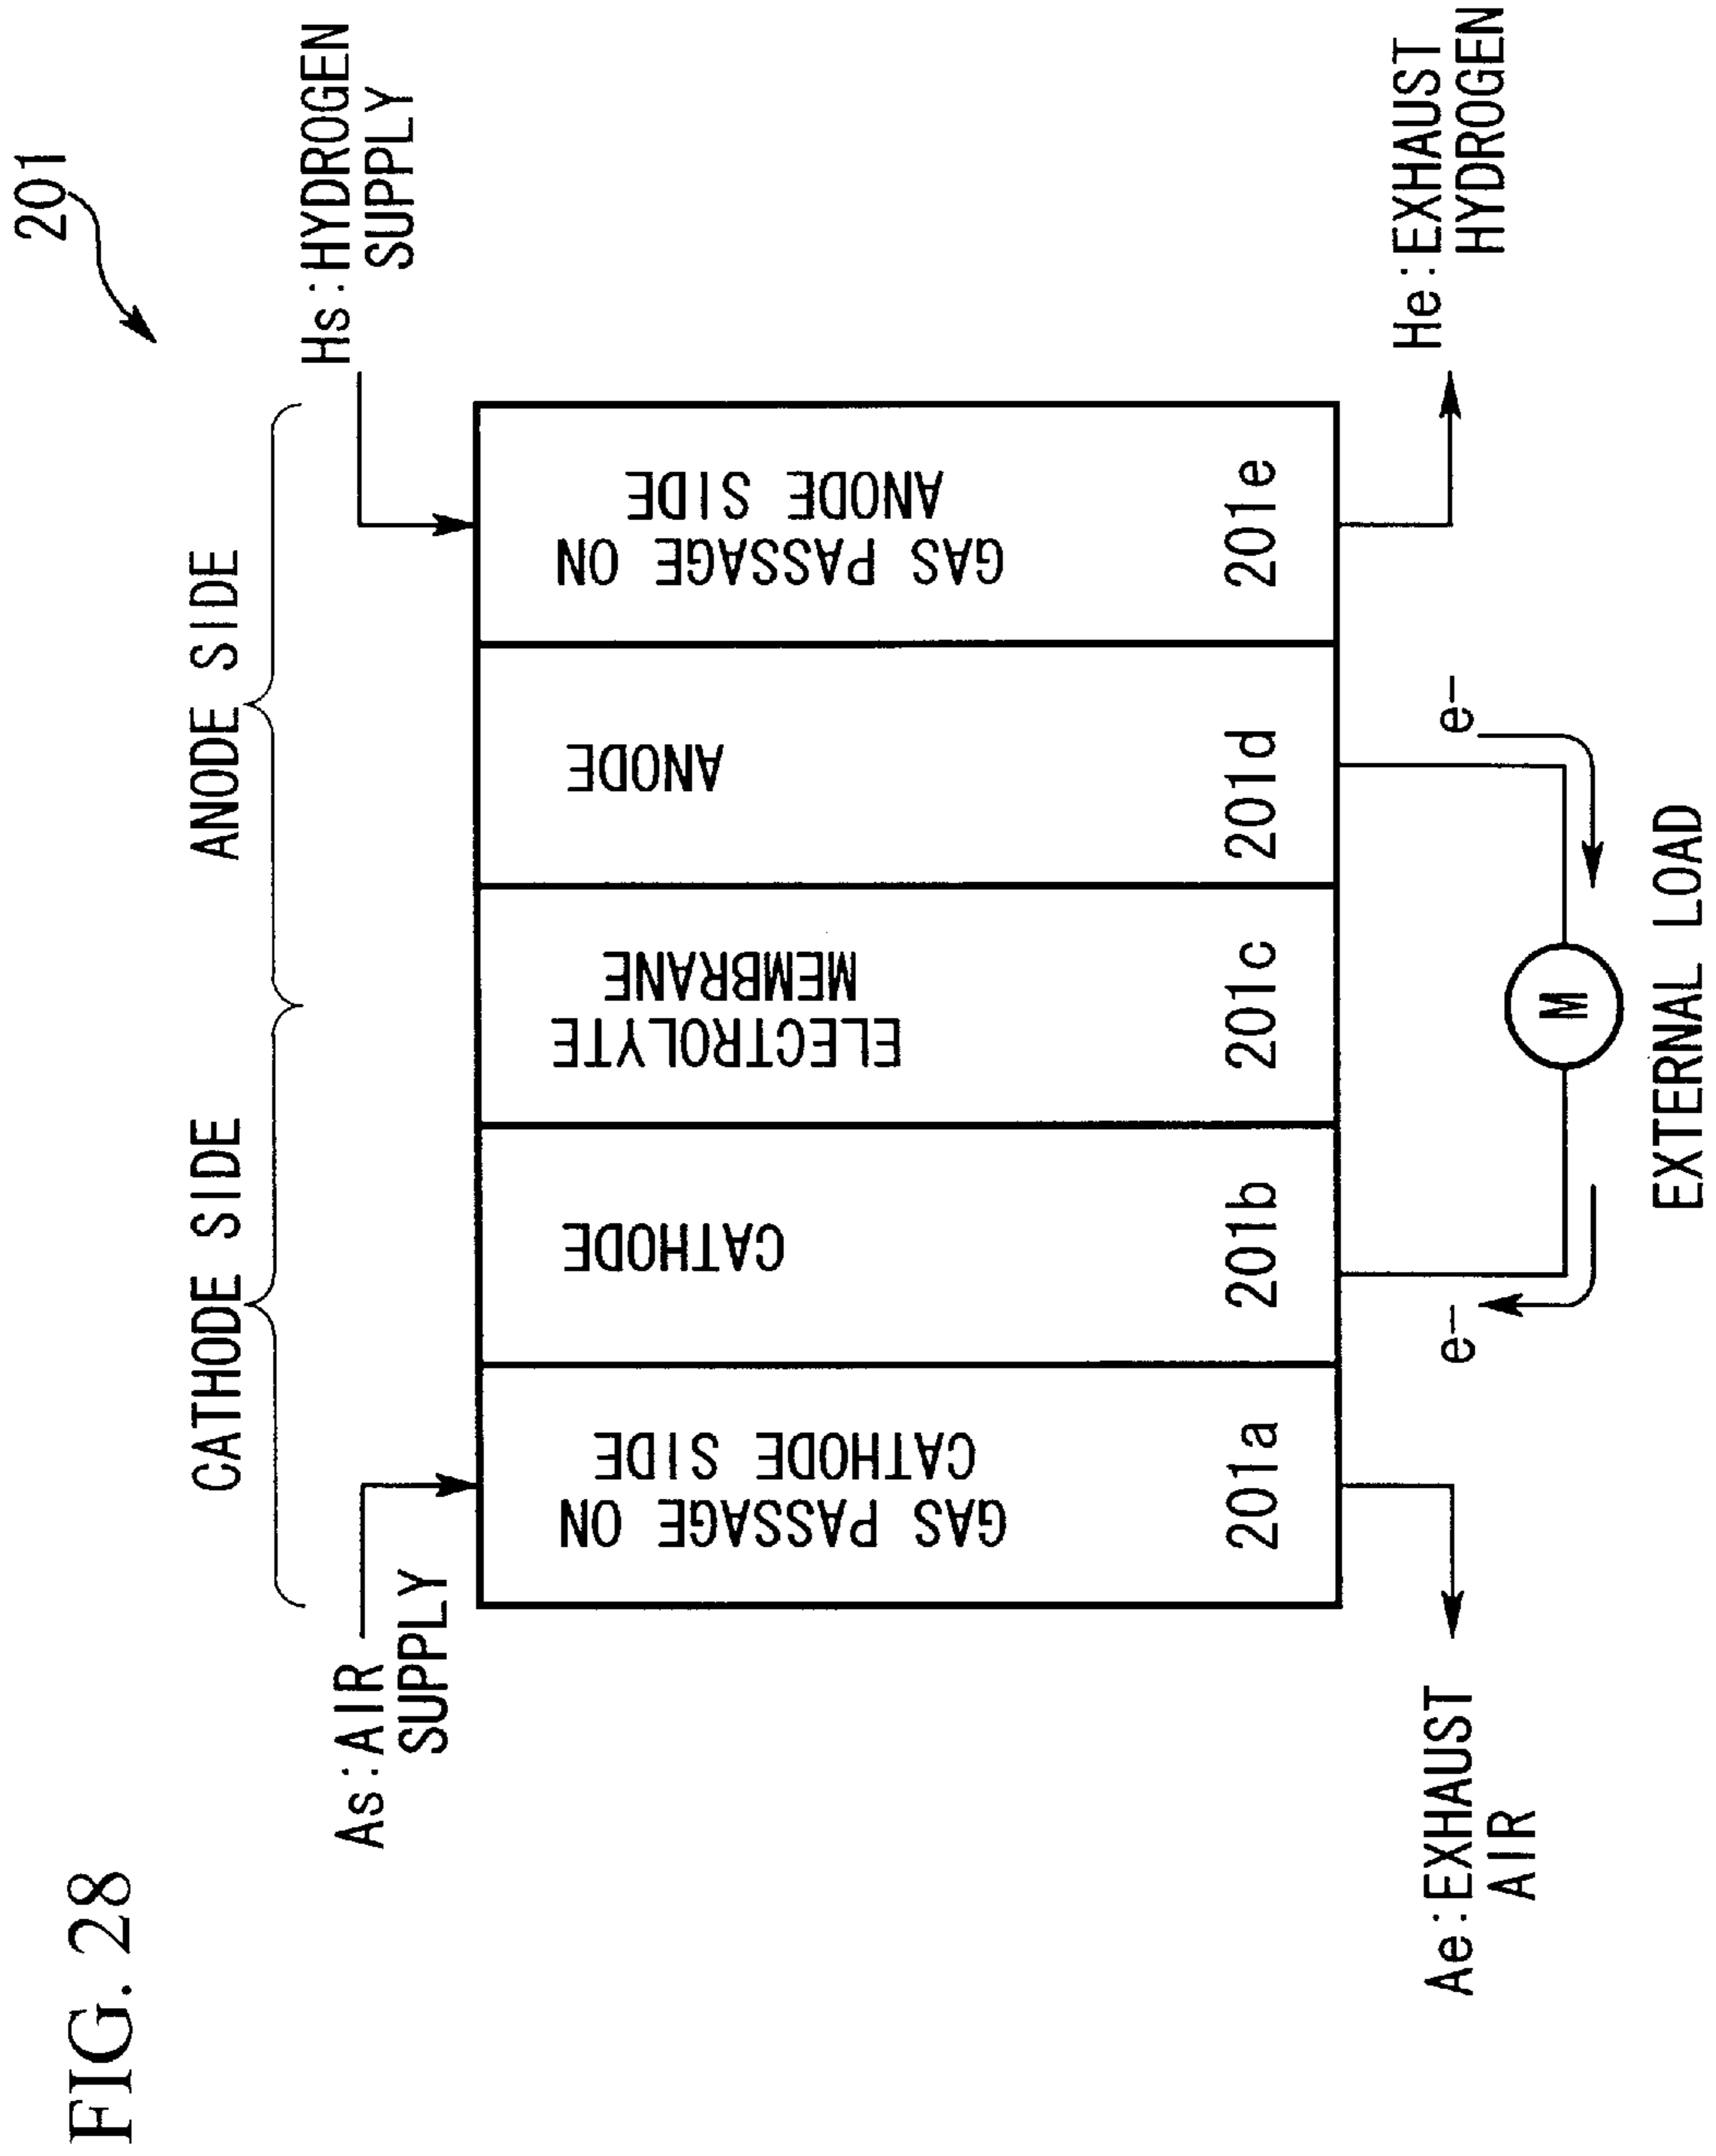 FIG. 28
201
CATHODE SIDE
ANODE SIDE
As:AIR
SUPPLY
Hs:HYDROGEN
SUPPLY
GAS PASSAGE ON
CATHODE SIDE
CATHODE
ELECTROLYTE
MEMBRANE
ANODE
GAS PASSAGE ON
ANODE SIDE
201a
201b
201c
201d
201e
e-
e-
M
Ae:EXHAUST
AIR
He:EXHAUST
HYDROGEN
EXTERNAL LOAD